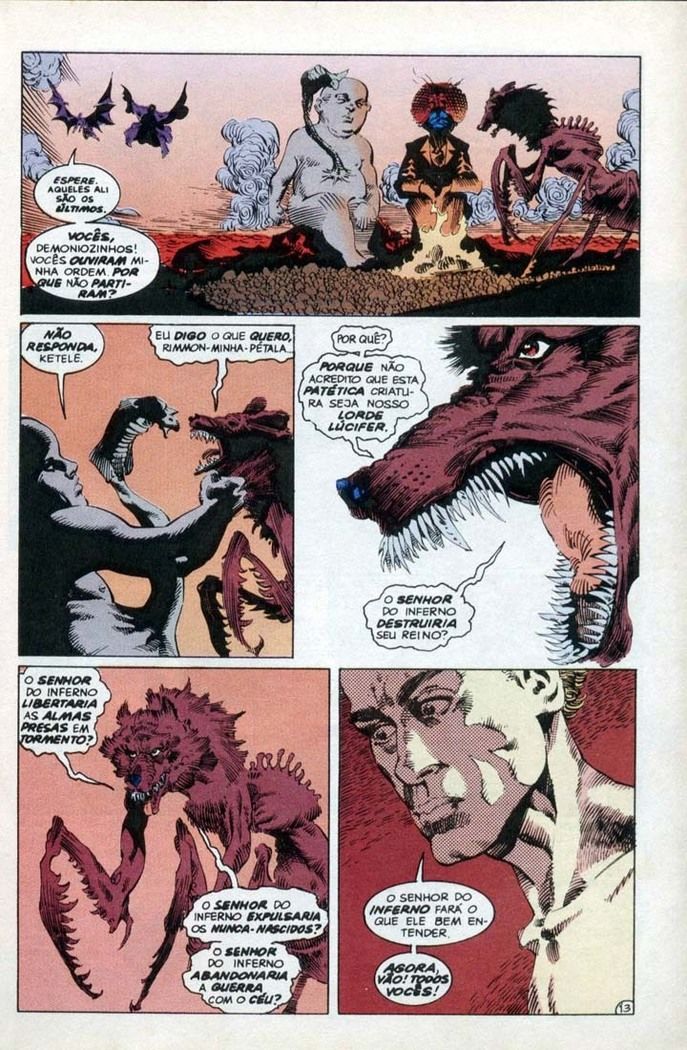 ESPERE.
AQUELES ALI
SÃO OS
ÚLTIMOS.
VOCÊS,
DEMONIOZINHOS!
VOCÊS OUVIRAM MI-
NHA ORDEM. POR
QUE NÃO PARTI-
RAM?
NÃO
RESPONDA,
KETELE.
EU DIGO O QUE QUERO,
RIMMON-MINHA-PÉTALA...
POR QUÊ?
PORQUE NÃO
ACREDITO QUE ESTA
PATÉTICA CRIATU-
RA SEJA NOSSO
LORDE
LÚCIFER.
O SENHOR
DO INFERNO
DESTRUIRIA
SEU REINO?
O SENHOR
DO INFERNO
LIBERTARIA
AS ALMAS
PRESAS EM
TORMENTO?
O SENHOR DO
INFERNO EXPULSARIA
OS NUNCA-NASCIDOS?
O SENHOR
DO INFERNO
ABANDONARIA
A GUERRA
COM O CÉU?
O SENHOR DO
INFERNO FARÁ O
QUE ELE BEM EN-
TENDER.
AGORA,
VÃO! TODOS
VOCÊS!
13